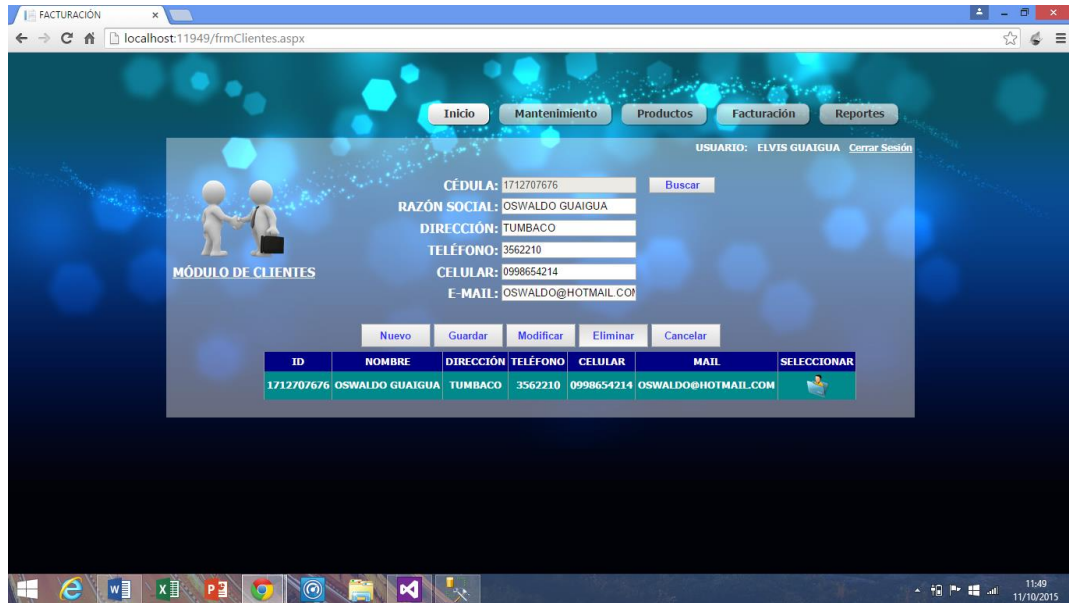 FACTURACIÓN
localhost:11949/frmClientes.aspx
Inicio Mantenimiento Productos Facturación Reportes
USUARIO: ELVIS GUAIGUA Cerrar Sesión
CÉDULA: 1712707676 Buscar
RAZÓN SOCIAL: OSWALDO GUAIGUA
DIRECCIÓN: TUMBACO
TELÉFONO: 3562210
CELULAR: 0998654214
E-MAIL: OSWALDO@HOTMAIL.COM
MÓDULO DE CLIENTES
Nuevo Guardar Modificar Eliminar Cancelar
ID NOMBRE DIRECCIÓN TELÉFONO CELULAR MAIL SELECCIONAR
1712707676 OSWALDO GUAIGUA TUMBACO 3562210 0998654214 OSWALDO@HOTMAIL.COM
11:49
11/10/2015